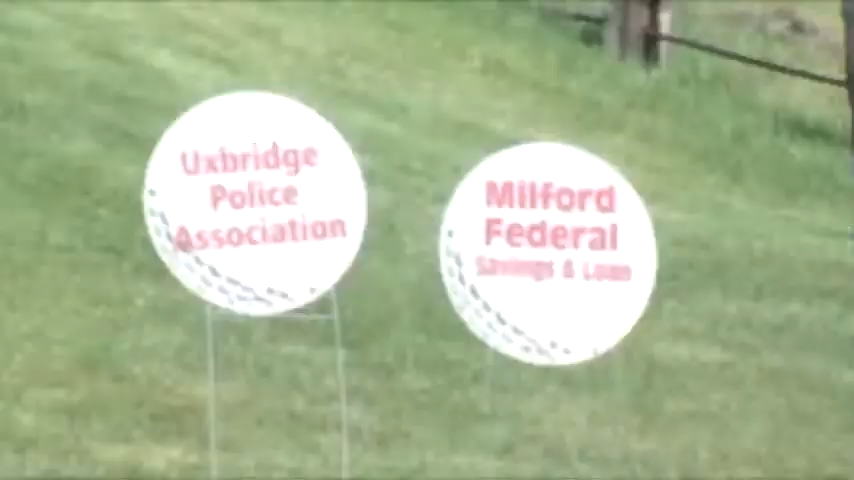 Uxbridge
Police
Association
Milford
Federal
Savings & Loan